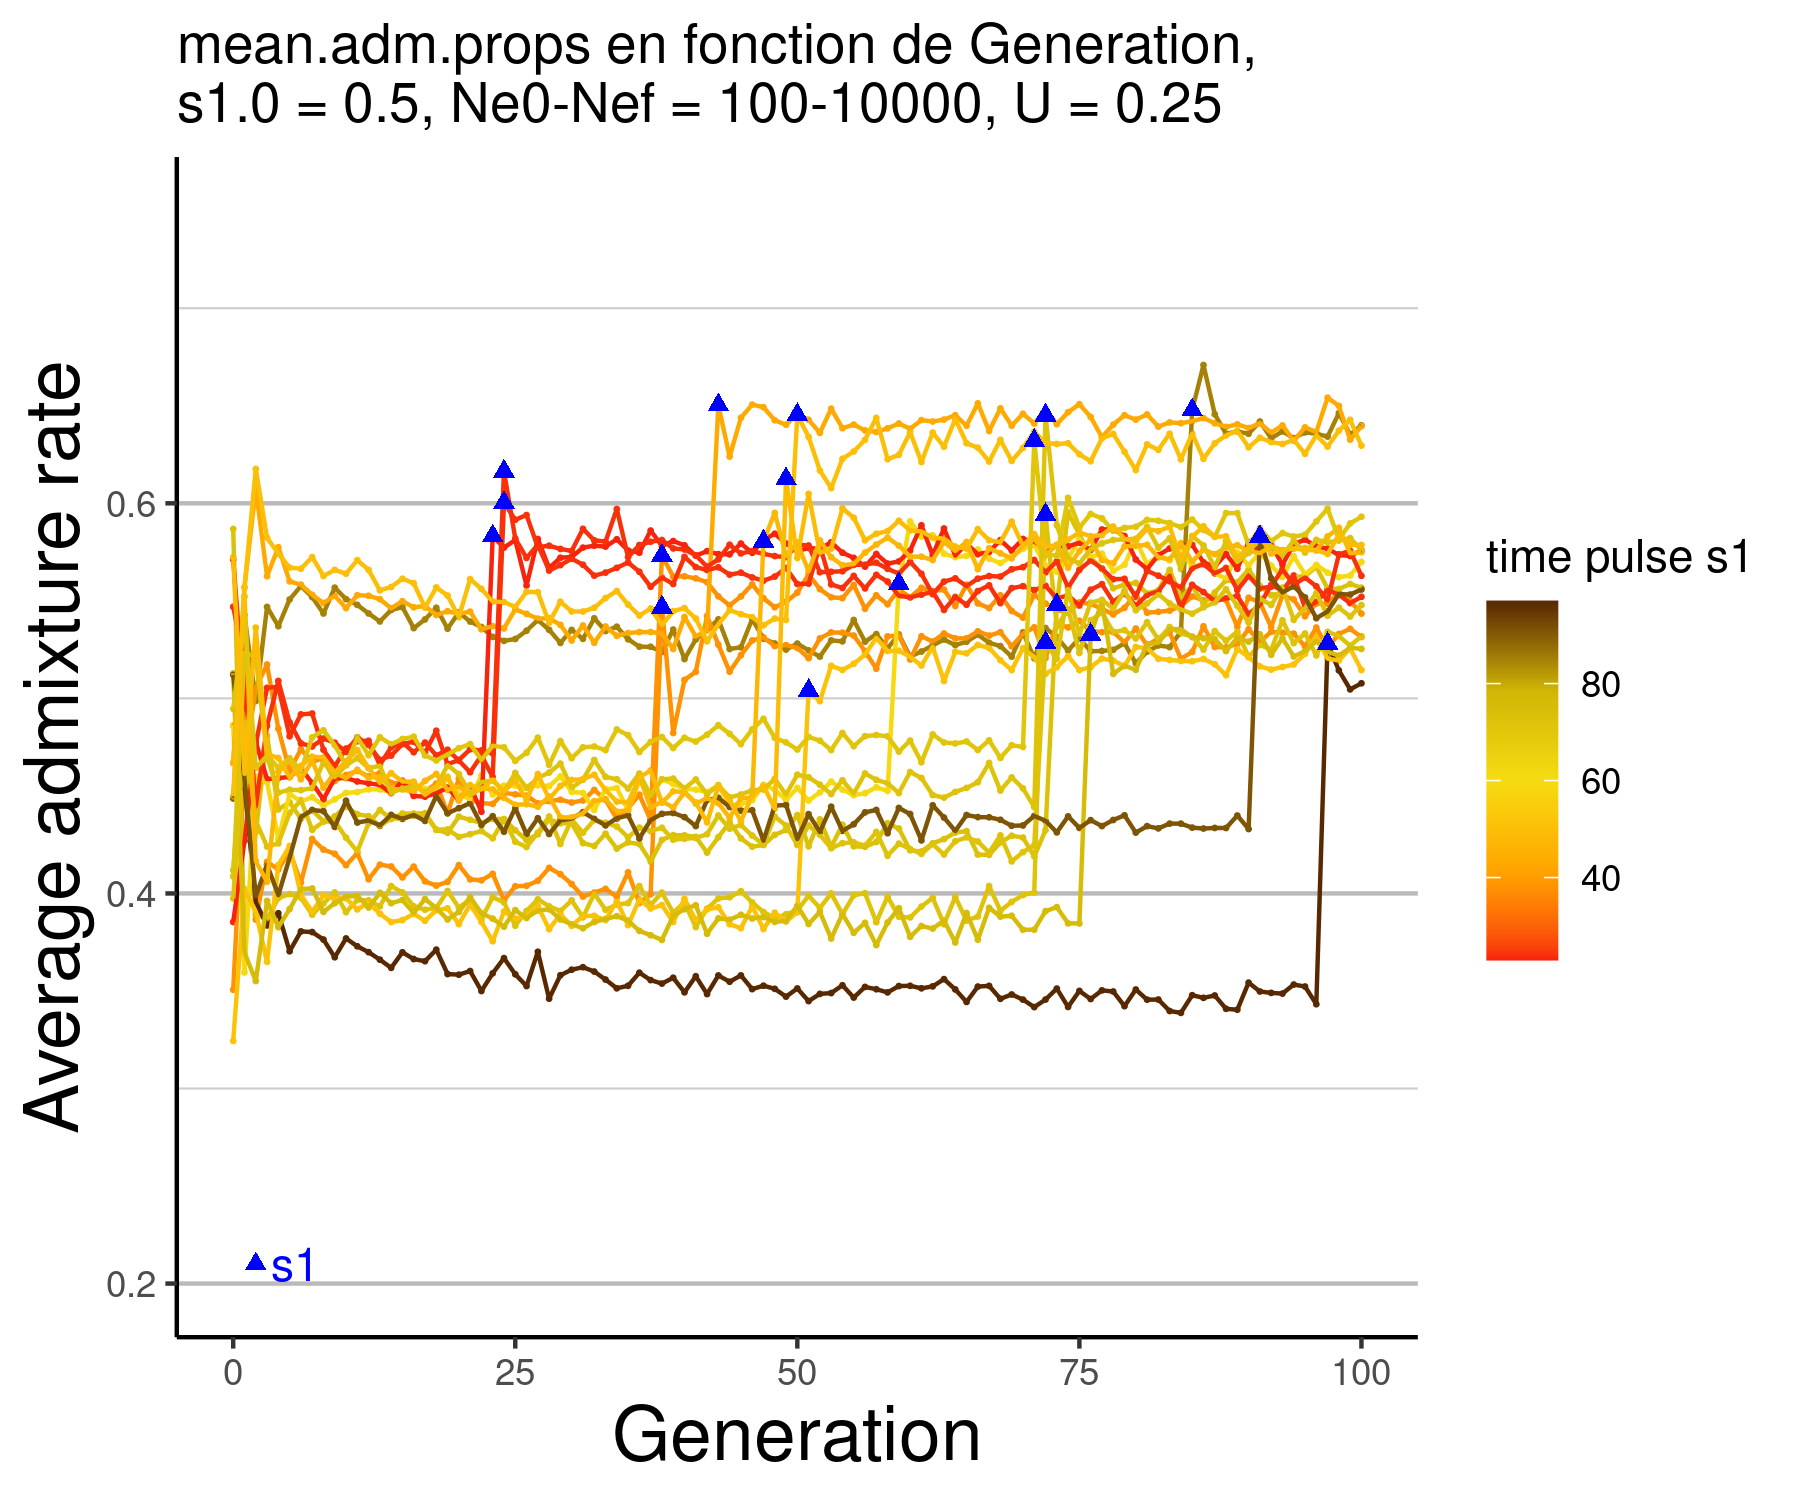 mean.adm.props en fonction de Generation,
s1.0 = 0.5, Ne0-Nef = 100-10000, U = 0.25
Average admixture rate
0.6
0.4
0.2
s1
0 25 50 75 100
Generation
time pulse s1
80
60
40